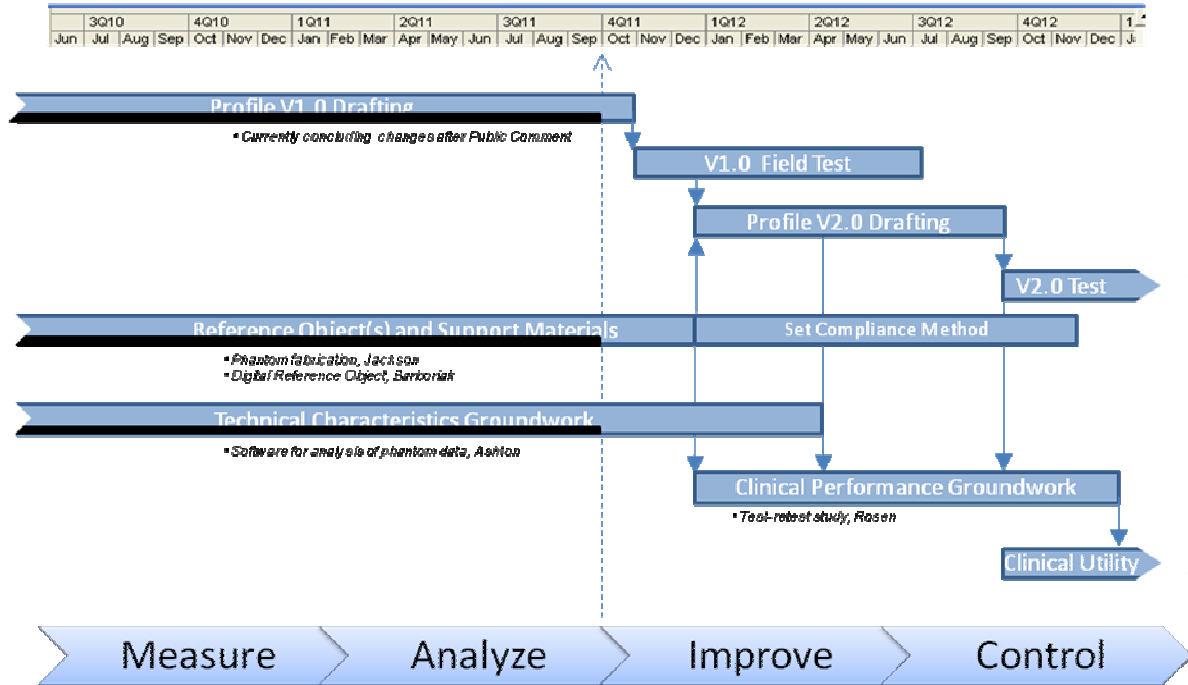 3Q10 4Q10 1Q11 2Q11 3Q11 4Q11 1Q12 2Q12 3Q12 4Q12 1
Jun Jul Aug Sep Oct Nov Dec Jan Feb Mar Apr May Jun Jul Aug Sep Oct Nov Dec Jan Feb Mar Apr May Jun Jul Aug Sep Oct Nov Dec
Profile V1.0 Drafting
▪ Currently concluding changes after Public Comment
V1.0 Field Test
Profile V2.0 Drafting
V2.0 Test
Reference Object(s) and Support Materials
Set Compliance Method
▪ Phantom fabrication, Jackson
▪ Digital Reference Object, Barboriak
Technical Characteristics Groundwork
▪ Software for analysis of phantom data, Ashton
Clinical Performance Groundwork
▪ Test-retest study, Rosen
Clinical Utility
Measure Analyze Improve Control